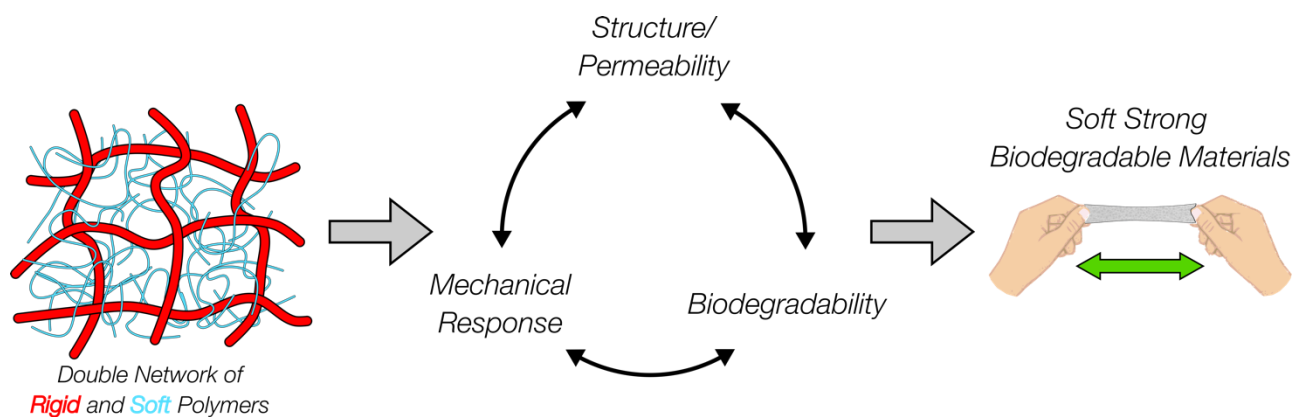 Structure/
Permeability
Mechanical
Response
Biodegradability
Soft Strong
Biodegradable Materials
Double Network of
Rigid and Soft Polymers